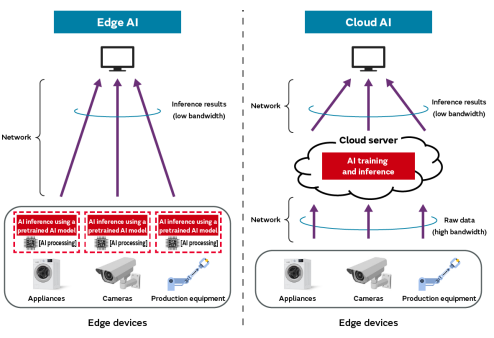 Edge AI
Network
Inference results
(low bandwidth)
AI inference using a
pretrained AI model
[AI processing]
AI inference using a
pretrained AI model
[AI processing]
AI inference using a
pretrained AI model
[AI processing]
Appliances
Cameras
Production equipment
Edge devices
Cloud AI
Network
Inference results
(low bandwidth)
Cloud server
AI training
and inference
Network
Raw data
(high bandwidth)
Appliances
Cameras
Production equipment
Edge devices